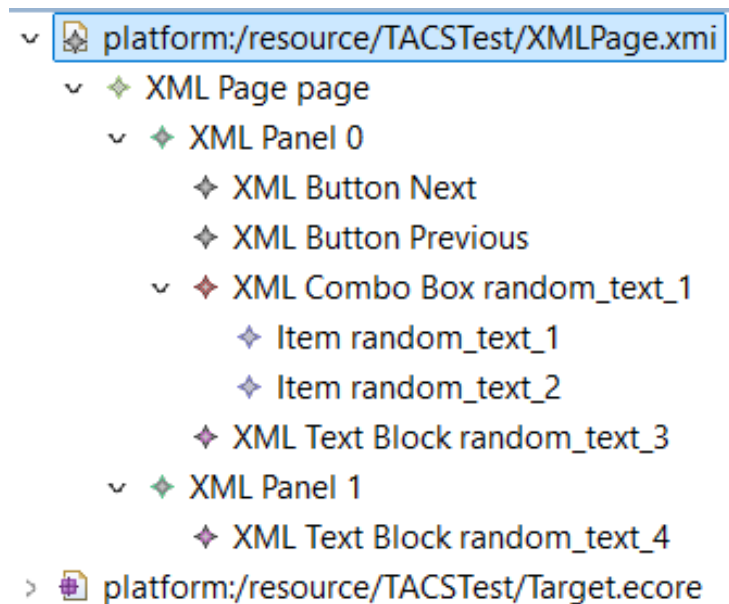 platform:/resource/TACSTest/XMLPage.xmi
XML Page page
XML Panel 0
XML Button Next
XML Button Previous
XML Combo Box random_text_1
Item random_text_1
Item random_text_2
XML Text Block random_text_3
XML Panel 1
XML Text Block random_text_4
platform:/resource/TACSTest/Target.ecore